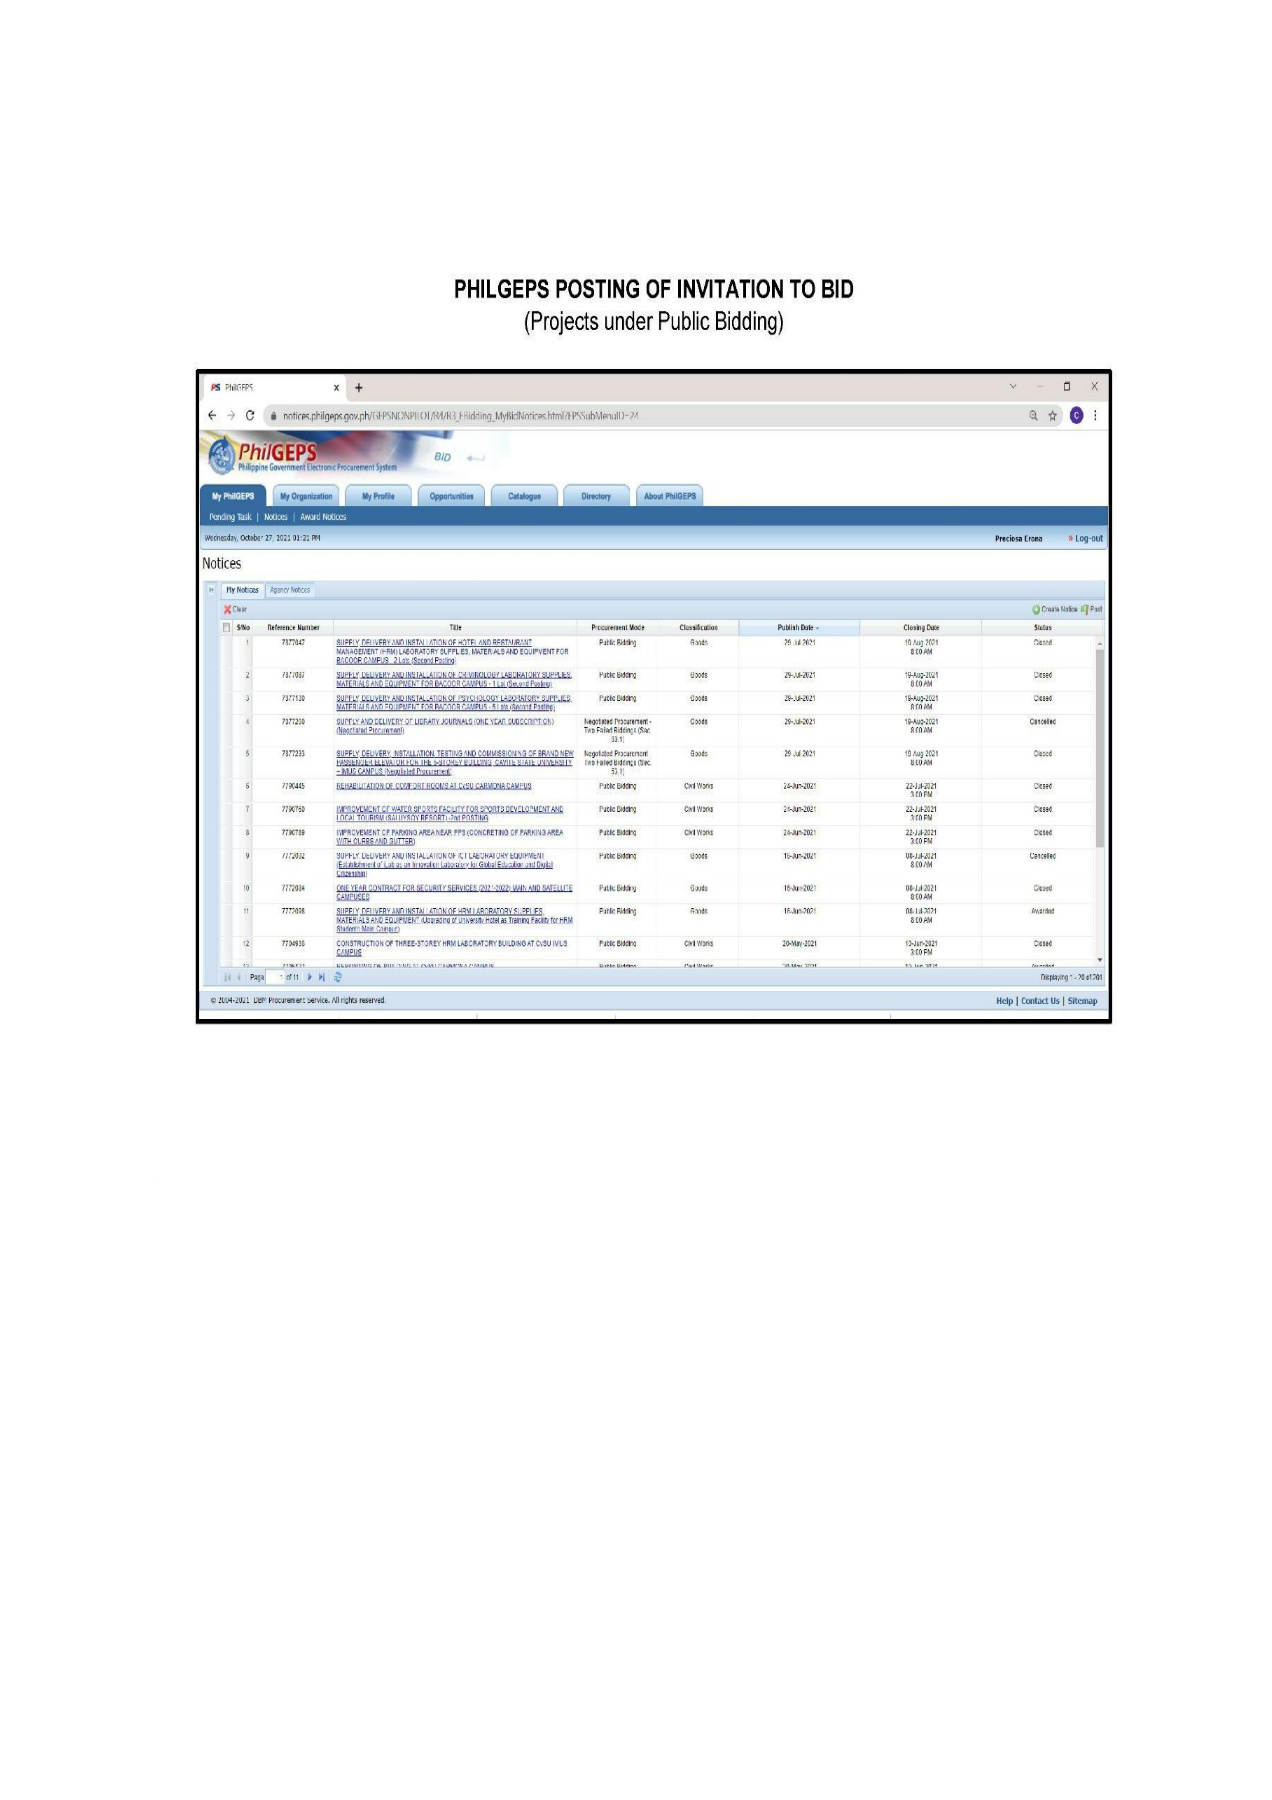 PHILGEPS POSTING OF INVITATION TO BID
(Projects under Public Bidding)
PS PhilGEPS
notices.philgeps.gov.ph/GEPSNONPILOT/R4/R3_EBidding_MyBidNotices.html?EPSSubMenuID=24
C
PhilGEPS
Philippine Government Electronic Procurement System
BID
My PhilGEPS My Organization My Profile Opportunities Catalogue Directory About PhilGEPS
Pending Task | Notices | Award Notices
Wednesday, October 27, 2021 01:21 PM Preciosa Erana » Log-out
Notices
My Notices Agency Notices
Clear Create Notice Post
S/No Reference Number Title Procurement Mode Classification Publish Date Closing Date Status
1 7877047 SUPPLY, DELIVERY AND INSTALLATION OF HOTEL AND RESTAURANT Public Bidding Goods 29-Jul-2021 19-Aug-2021 Closed
MANAGEMENT (HRM) LABORATORY SUPPLIES, MATERIALS AND EQUIPMENT FOR 8:00 AM
BACOOR CAMPUS - 2 Lots (Second Posting)
2 SUPPLY, DELIVERY AND INSTALLATION OF CRIMINOLOGY LABORATORY SUPPLIES, Public Bidding Goods 29-Jul-2021 19-Aug-2021 Closed
MATERIALS AND EQUIPMENT FOR BACOOR CAMPUS - 1 Lot (Second Posting) 8:00 AM
3 7877130 SUPPLY, DELIVERY AND INSTALLATION OF PSYCHOLOGY LABORATORY SUPPLIES, Public Bidding Goods 29-Jul-2021 19-Aug-2021 Closed
MATERIALS AND EQUIPMENT FOR BACOOR CAMPUS - 5 Lots (Second Posting) 8:00 AM
4 7877200 SUPPLY AND DELIVERY OF LIBRARY JOURNALS (ONE YEAR SUBSCRIPTION) Negotiated Procurement - Goods 29-Jul-2021 19-Aug-2021 Cancelled
(Negotiated Procurement) Two Failed Biddings (Sec. 8:00 AM
53.1)
5 7877233 SUPPLY, DELIVERY, INSTALLATION, TESTING AND COMMISSIONING OF BRAND NEW Negotiated Procurement Goods 29-Jul-2021 19-Aug-2021 Closed
PASSENGER ELEVATOR FOR THE 5-STOREY BUILDING, CAVITE STATE UNIVERSITY Two Failed Biddings (Sec. 8:00 AM
– IMUS CAMPUS (Negotiated Procurement) 53.1)
6 7790445 REHABILITATION OF COMFORT ROOMS AT CvSU CARMONA CAMPUS Public Bidding Civil Works 24-Jun-2021 22-Jul-2021 Closed
3:00 PM
7 7790760 IMPROVEMENT OF WATER SPORTS FACILITY FOR SPORTS DEVELOPMENT AND Public Bidding Civil Works 24-Jun-2021 22-Jul-2021 Closed
LOCAL TOURISM (SALUYSOY RESORT) -2nd POSTING 3:00 PM
8 7790789 IMPROVEMENT OF PARKING AREA NEAR PPS (CONCRETING OF PARKING AREA Public Bidding Civil Works 24-Jun-2021 22-Jul-2021 Closed
WITH CURBS AND GUTTER) 3:00 PM
9 7772002 SUPPLY, DELIVERY AND INSTALLATION OF ICT LABORATORY EQUIPMENT Public Bidding Goods 16-Jun-2021 08-Jul-2021 Cancelled
(Establishment of Lab as an Innovation Laboratory for Global Education and Digital 8:00 AM
Citizenship)
10 7772084 ONE YEAR CONTRACT FOR SECURITY SERVICES (2021-2022) MAIN AND SATELLITE Public Bidding Goods 16-Jun-2021 08-Jul-2021 Closed
CAMPUSES 8:00 AM
11 7772098 SUPPLY, DELIVERY AND INSTALLATION OF HRM LABORATORY SUPPLIES, Public Bidding Goods 16-Jun-2021 08-Jul-2021 Awarded
MATERIALS AND EQUIPMENT (Upgrading of University Hotel as Training Facility for HRM 8:00 AM
Students Main Campus)
12 7704935 CONSTRUCTION OF THREE-STOREY HRM LABORATORY BUILDING AT CvSU IMUS Public Bidding Civil Works 20-May-2021 10-Jun-2021 Closed
CAMPUS 3:00 PM
Page 1 of 11 Displaying 1 - 20 of 201
© 2004-2021 DBM Procurement Service. All rights reserved. Help | Contact Us | Sitemap